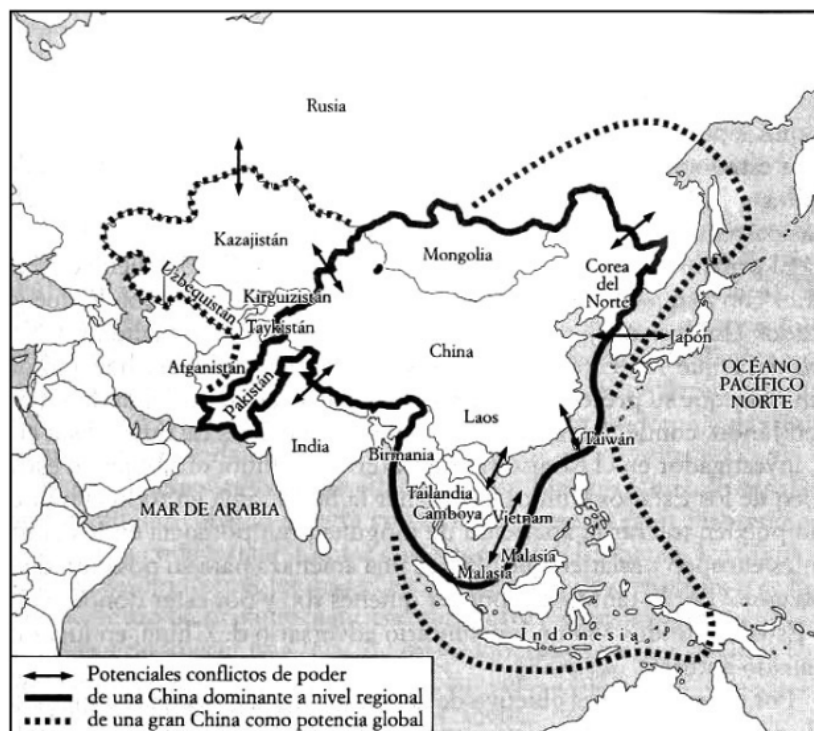 Rusia
Kazajistán
Mongolia
Uzbequistán
Kirguizistán
Taykistán
Corea
del
Norte
Japón
Afganistán
China
Pakistán
OCÉANO
PACÍFICO
NORTE
India
Laos
Birmania
Taiwán
MAR DE ARABIA
Tailandia
Camboya
Vietnam
Malasia
Malasia
Indonesia
Potenciales conflictos de poder
de una China dominante a nivel regional
de una gran China como potencia global